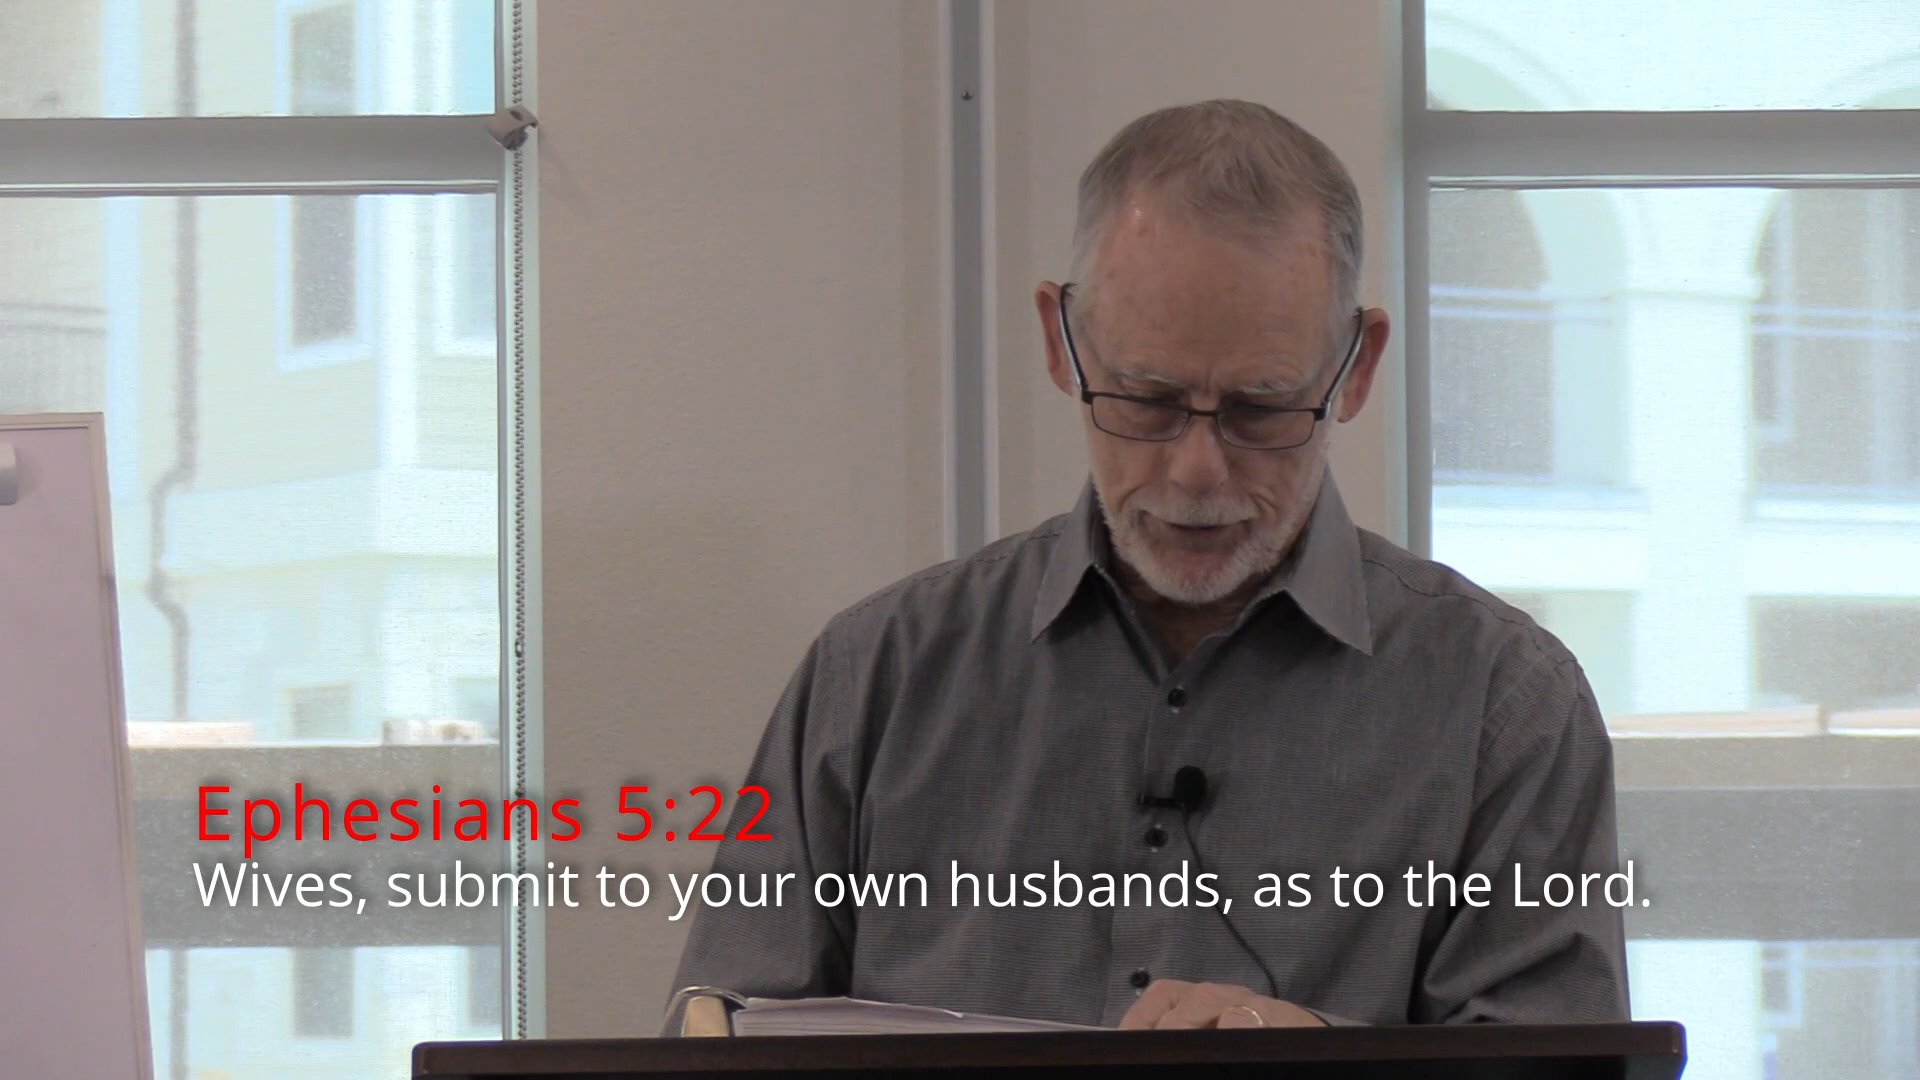 Ephesians 5:22
Wives, submit to your own husbands, as to the Lord.